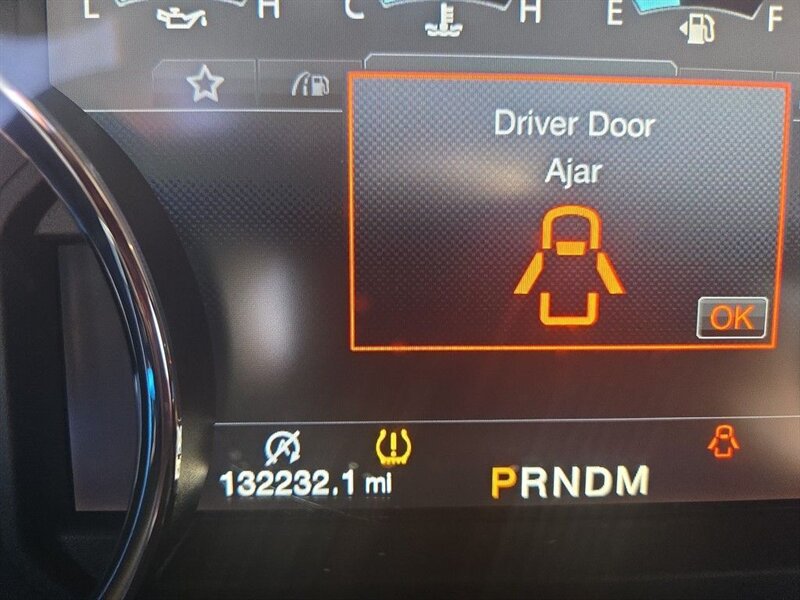 L H C H E F
Driver Door
Ajar
OK
132232.1 mi PRNDM